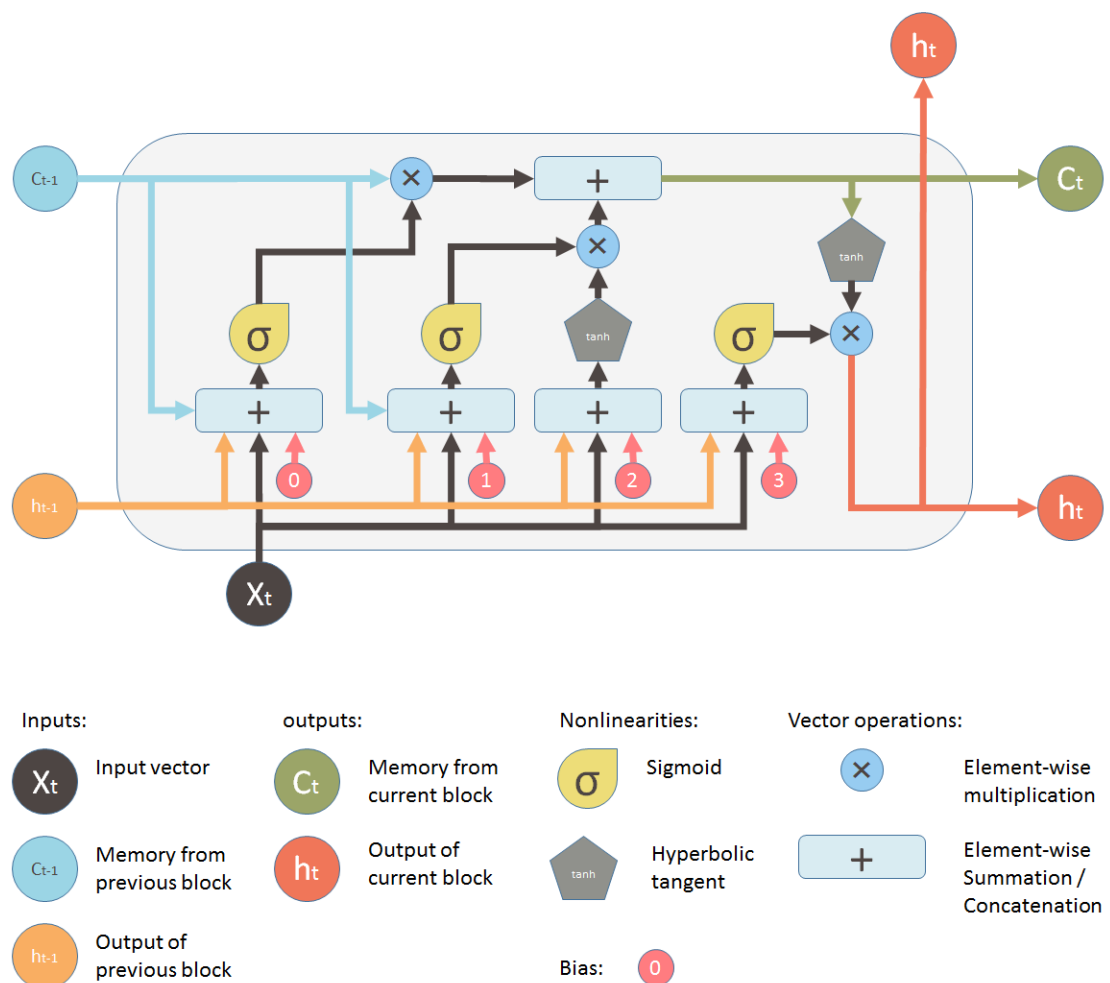 ht
Ct-1
×
+
Ct
tanh
×
σ
σ
tanh
σ
×
+
+
+
+
0
1
2
3
ht-1
ht
Xt
Inputs:
outputs:
Nonlinearities:
Vector operations:
Xt
Input vector
Ct
Memory from
current block
σ
Sigmoid
×
Element-wise
multiplication
Ct-1
Memory from
previous block
ht
Output of
current block
tanh
Hyperbolic
tangent
+
Element-wise
Summation /
Concatenation
ht-1
Output of
previous block
Bias:
0